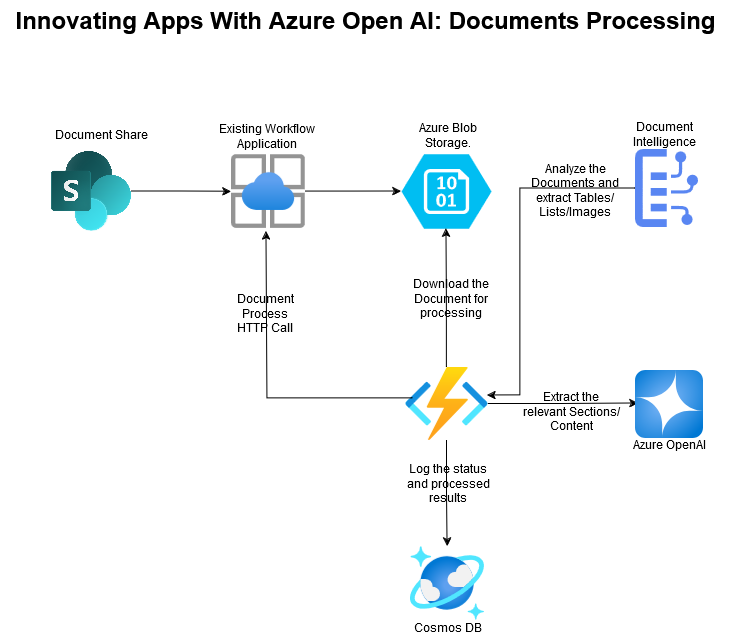 Innovating Apps With Azure Open AI: Documents Processing
Document Share
Existing Workflow
Application
Azure Blob
Storage.
Document
Intelligence
S
10
01
Analyze the
Documents and
extract Tables/
Lists/Images
Document
Process
HTTP Call
Download the
Document for
processing
Extract the
relevant Sections/
Content
Azure OpenAI
Log the status
and processed
results
Cosmos DB